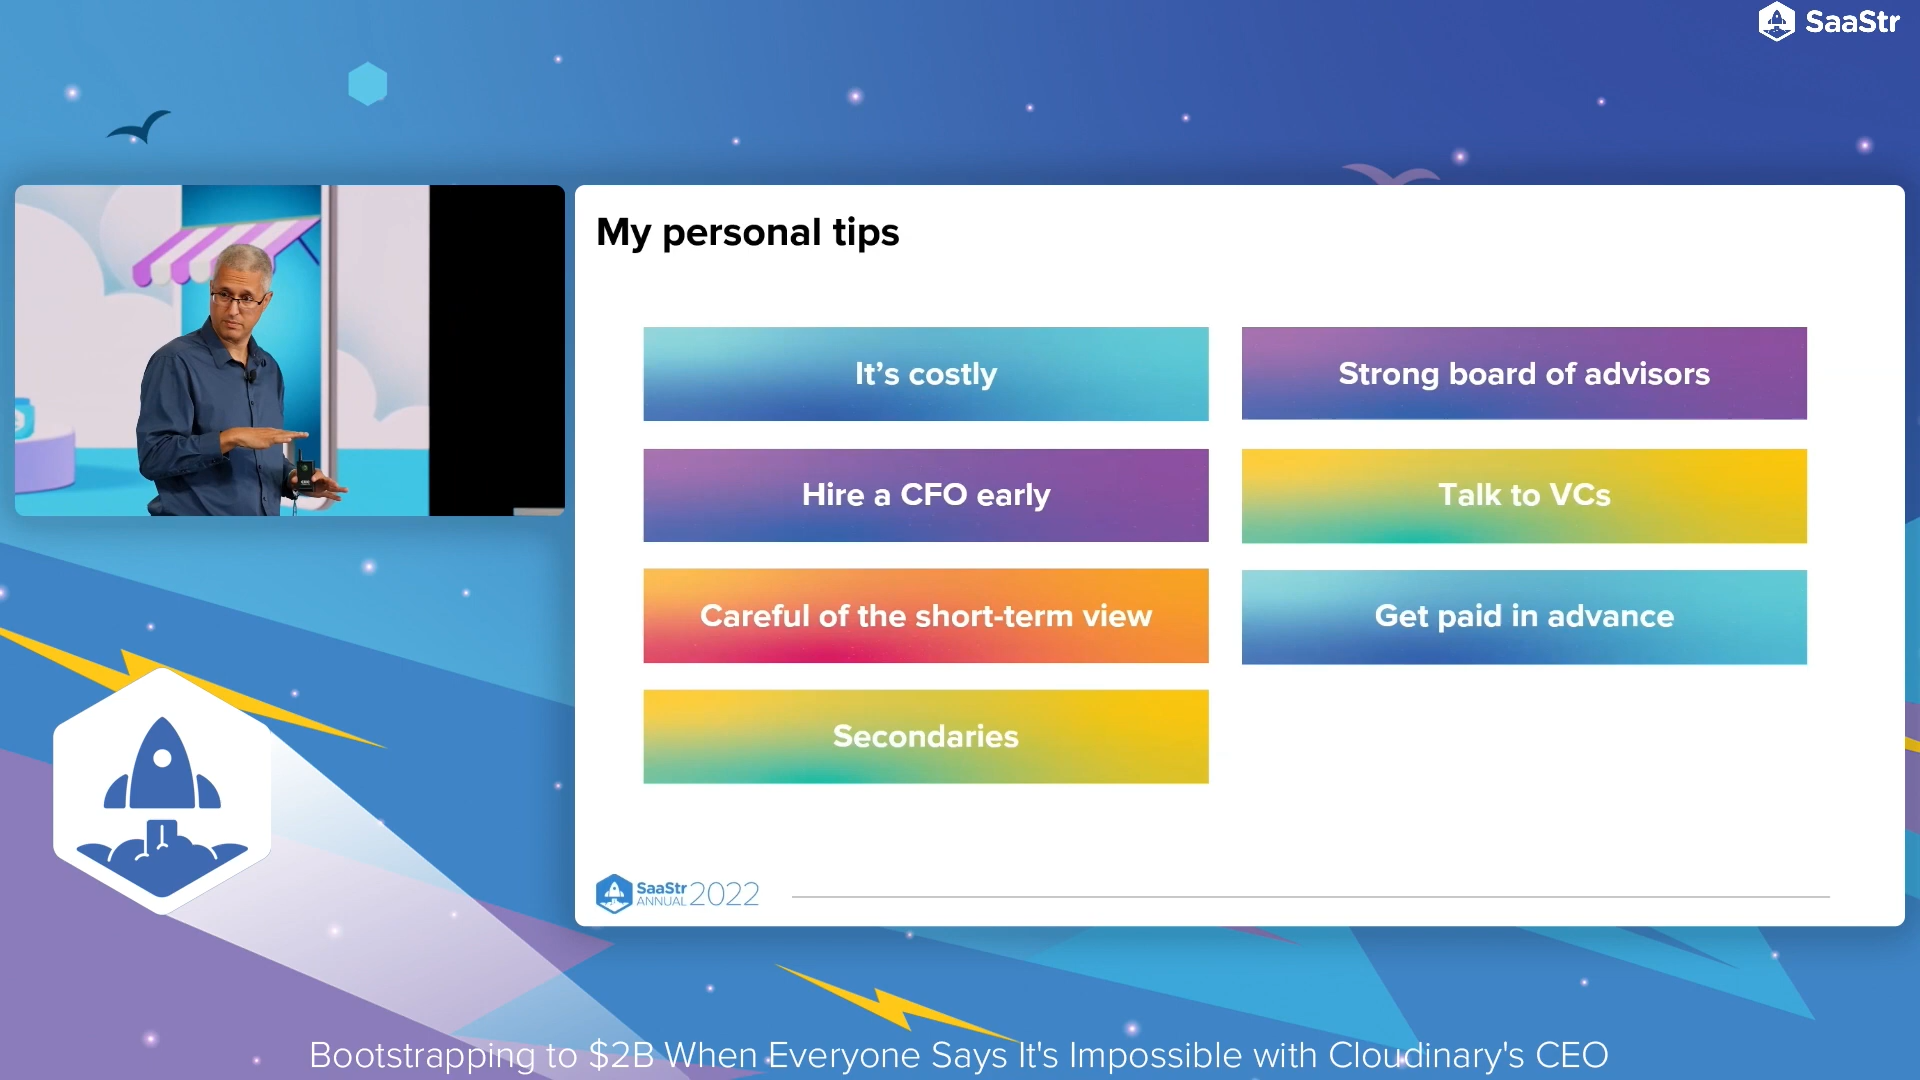 SaaStr
My personal tips
It's costly
Strong board of advisors
Hire a CFO early
Talk to VCs
Careful of the short-term view
Get paid in advance
Secondaries
SaaStr
ANNUAL 2022
Bootstrapping to $2B When Everyone Says It's Impossible with Cloudinary's CEO